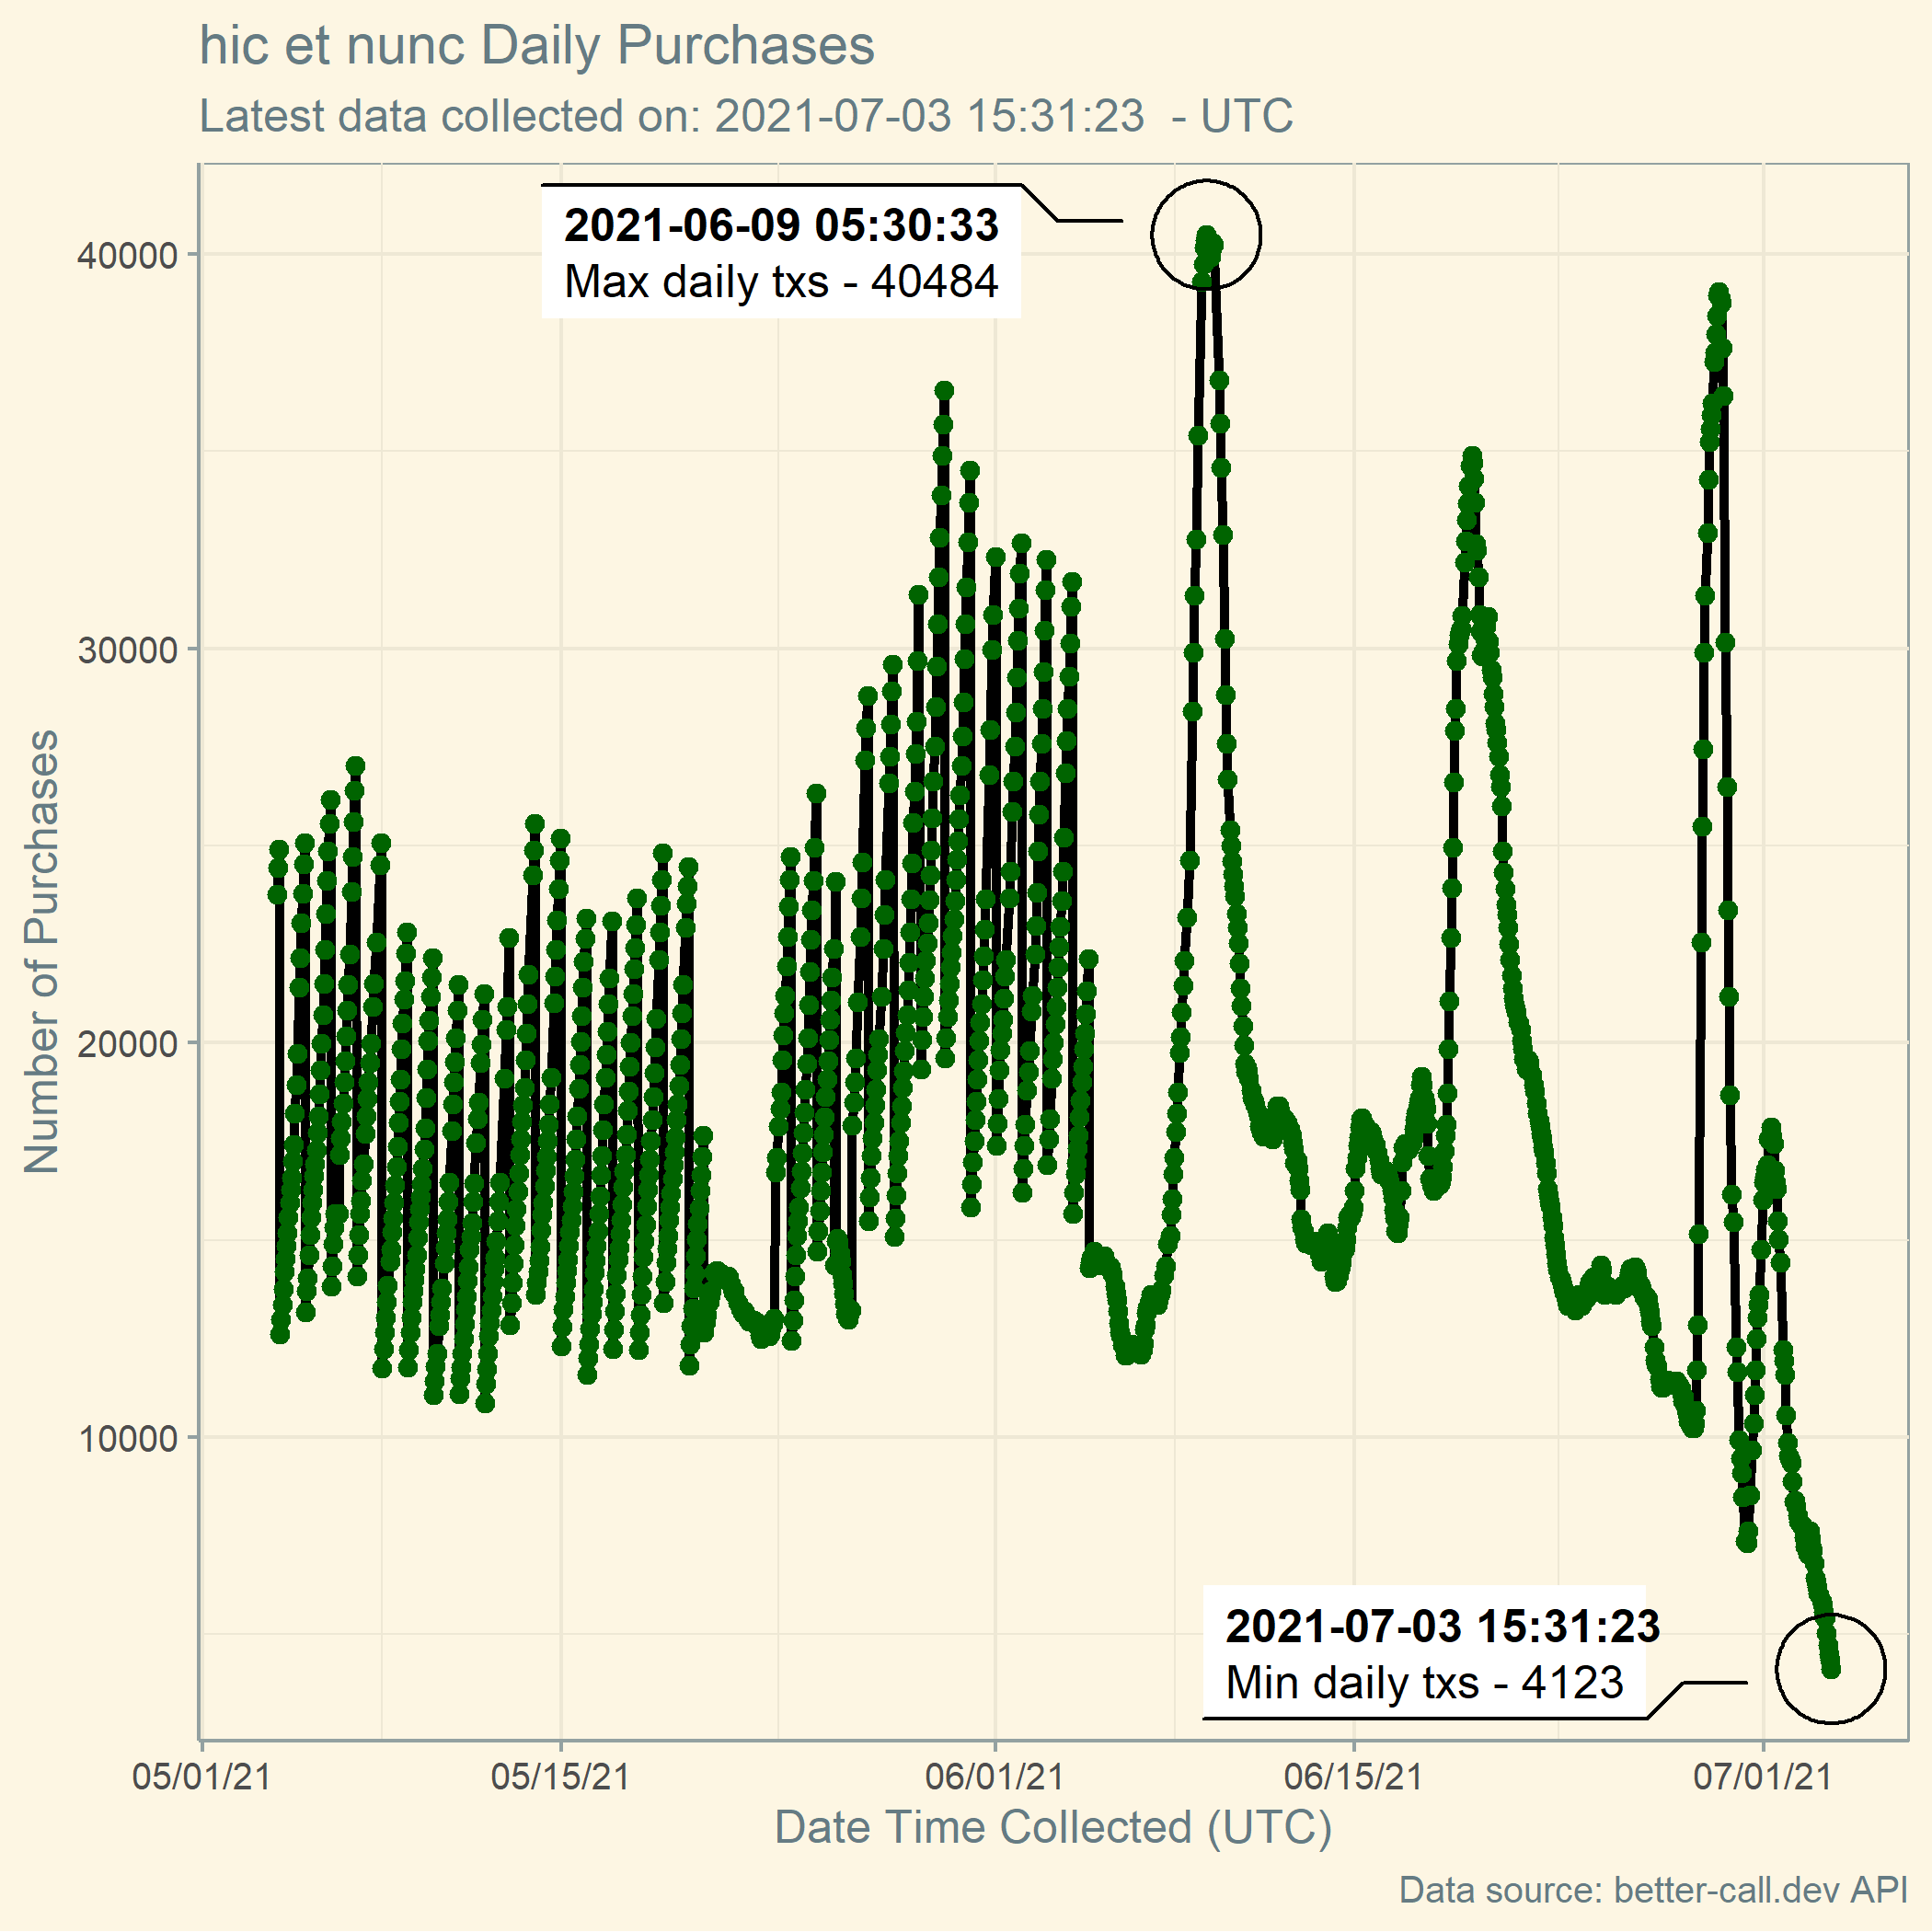 hic et nunc Daily Purchases
Latest data collected on: 2021-07-03 15:31:23 - UTC
2021-06-09 05:30:33
Max daily txs - 40484
40000
30000
20000
10000
Number of Purchases
2021-07-03 15:31:23
Min daily txs - 4123
05/01/21
05/15/21
06/01/21
06/15/21
07/01/21
Date Time Collected (UTC)
Data source: better-call.dev API